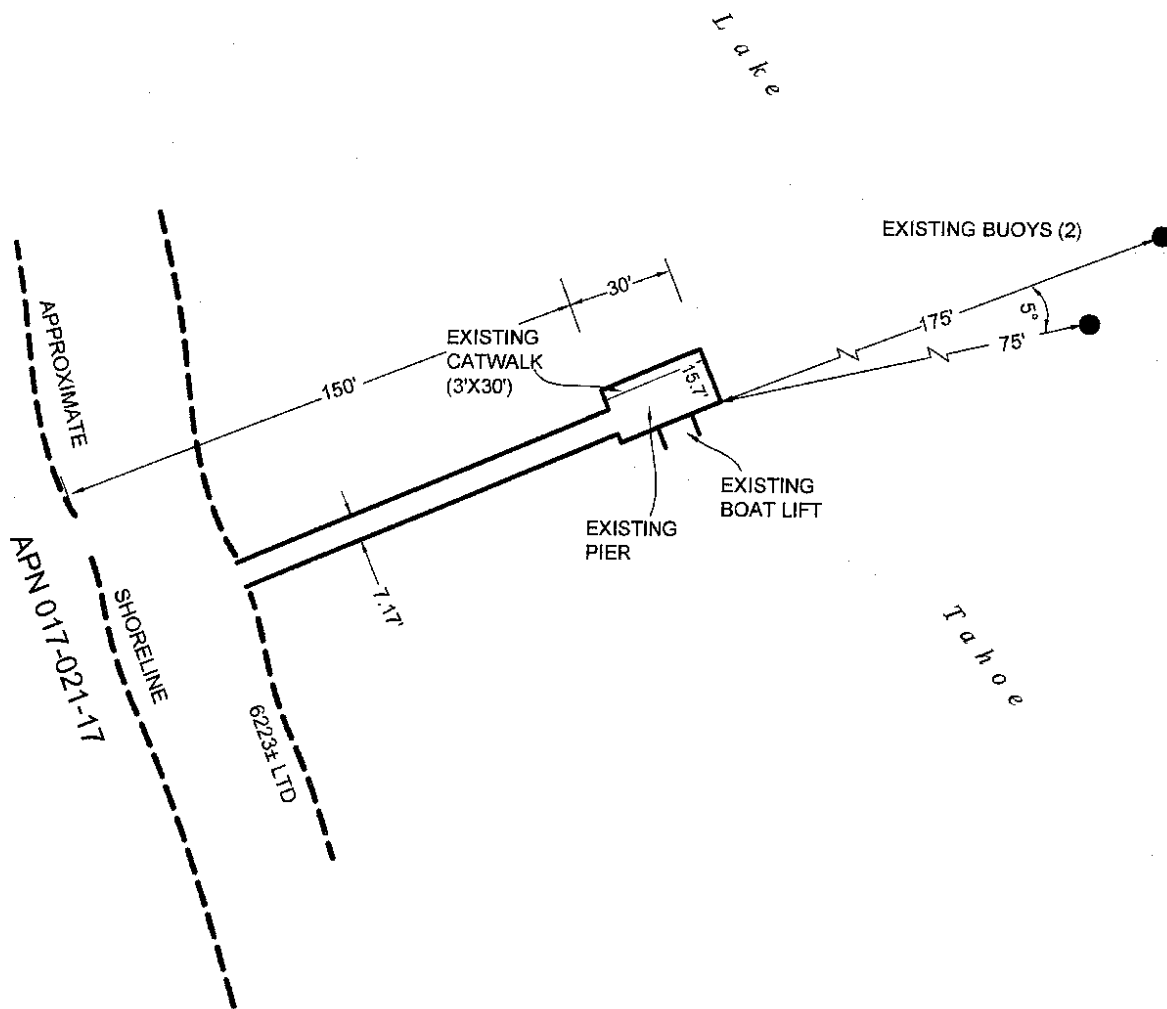 Lake
EXISTING BUOYS (2)
30'
175'
5°
75'
APPROXIMATE
EXISTING
CATWALK
(3'X30')
150'
15.7'
EXISTING
BOAT LIFT
EXISTING
PIER
7.17'
APN 017-021-17
SHORELINE
6223± LTD
Tahoe